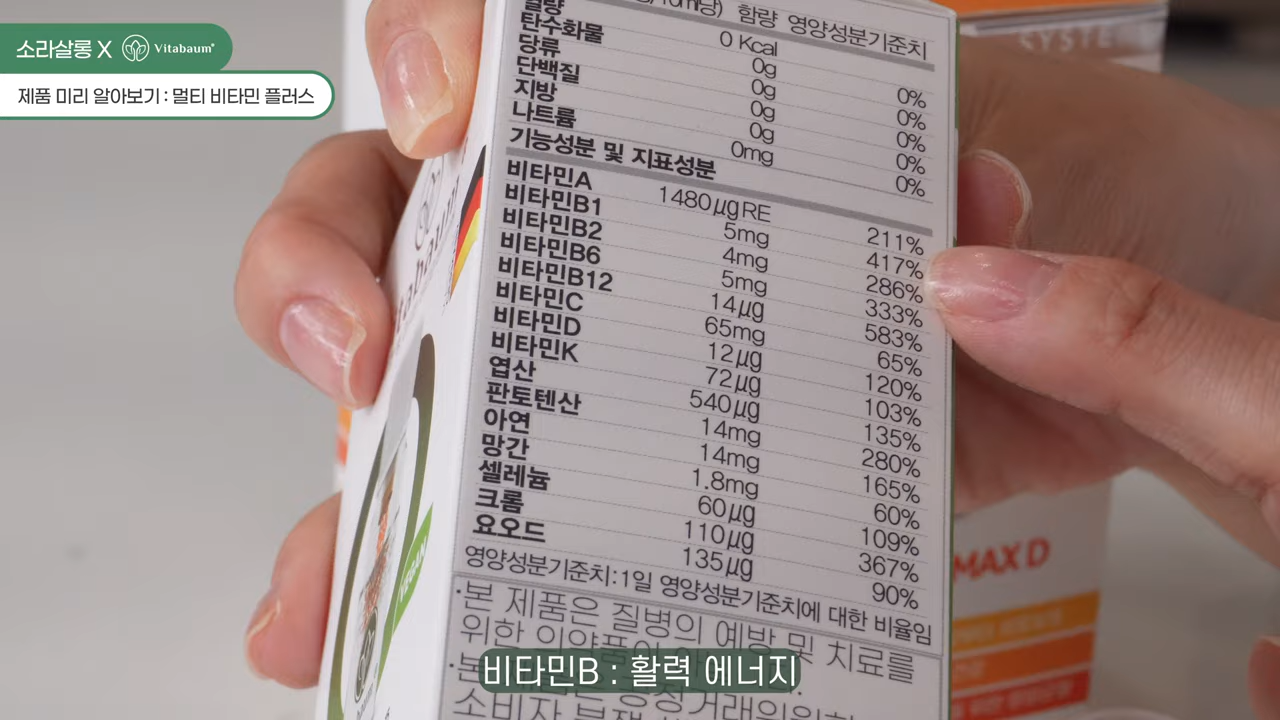 소라살롱 X Vitabaum®
제품 미리 알아보기 : 멀티 비타민 플러스
함량 영양성분기준치
열량 0 Kcal
탄수화물 0g 0%
당류 0g 0%
단백질 0g 0%
지방 0g 0%
나트륨 0mg 0%
기능성분 및 지표성분
비타민A 1480㎍RE 211%
비타민B1 5mg 417%
비타민B2 4mg 286%
비타민B6 5mg 333%
비타민B12 14㎍ 583%
비타민C 65mg 65%
비타민D 12㎍ 120%
비타민K 72㎍ 103%
엽산 540㎍ 135%
판토텐산 14mg 280%
아연 14mg 165%
망간 1.8mg 60%
셀레늄 60㎍ 109%
크롬 110㎍ 367%
요오드 135㎍ 90%
영양성분기준치:1일 영양성분기준치에 대한 비율임
·본 제품은 질병의 예방 및 치료를
위한
VEGAN
MAX D
비타민B : 활력 에너지